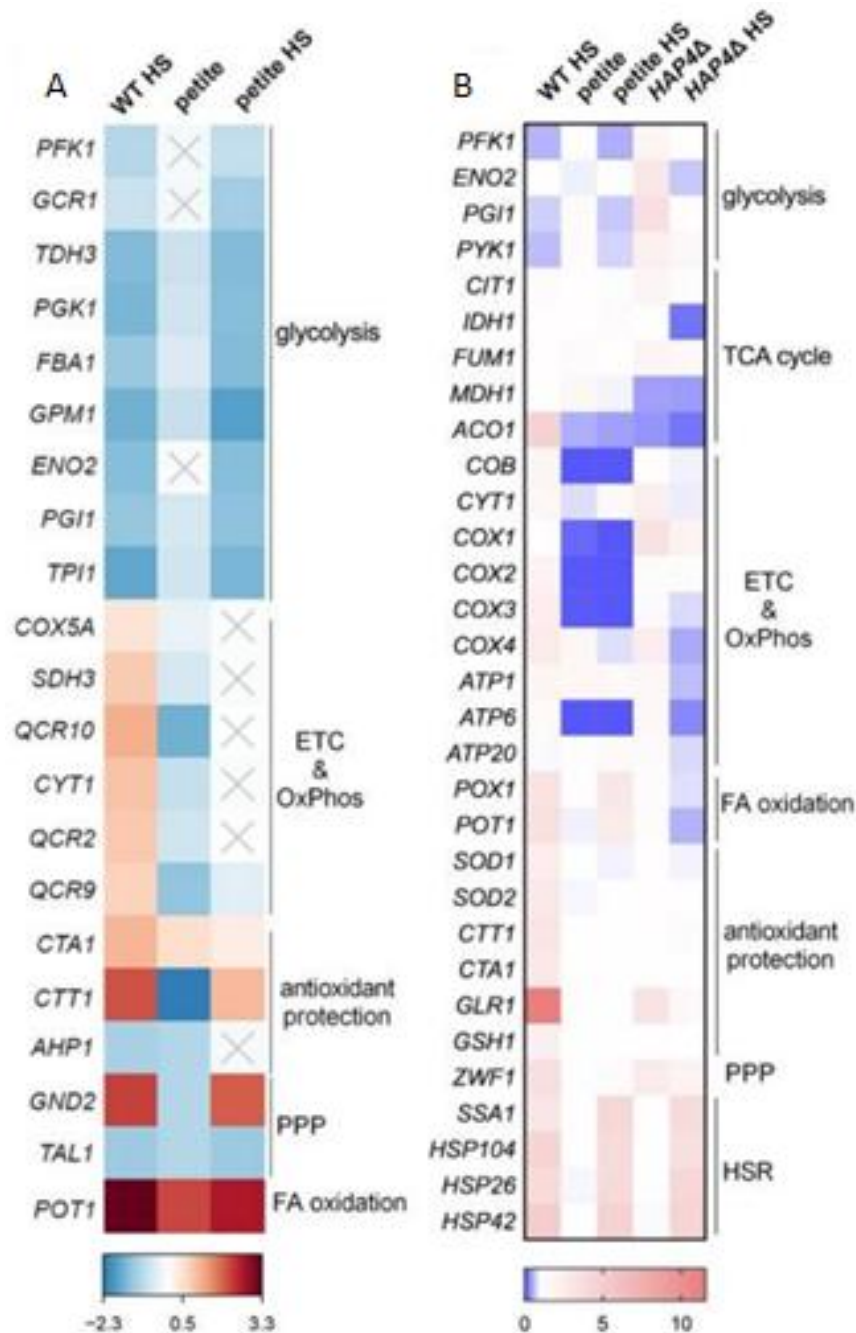 A
WT HS
petite
petite HS
PFK1
GCR1
TDH3
PGK1
FBA1
GPM1
ENO2
PGI1
TPI1
glycolysis
COX5A
SDH3
QCR10
CYT1
QCR2
QCR9
ETC
&
OxPhos
CTA1
CTT1
AHP1
antioxidant
protection
GND2
TAL1
PPP
POT1
FA oxidation
−2.3 0.5 3.3
B
WT HS
petite
petite HS
HAP4Δ
HAP4Δ HS
PFK1
ENO2
PGI1
PYK1
glycolysis
CIT1
IDH1
FUM1
MDH1
ACO1
TCA cycle
COB
CYT1
COX1
COX2
COX3
COX4
ATP1
ATP6
ATP20
ETC
&
OxPhos
POX1
POT1
FA oxidation
SOD1
SOD2
CTT1
CTA1
GLR1
GSH1
antioxidant
protection
ZWF1
PPP
SSA1
HSP104
HSP26
HSP42
HSR
0 5 10